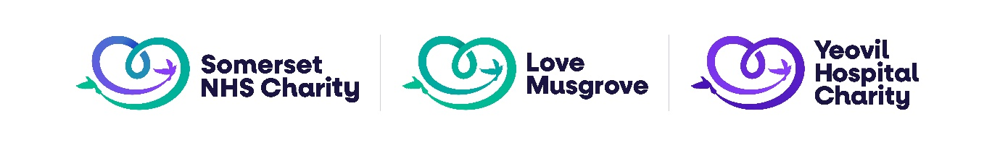 Somerset
NHS Charity
Love
Musgrove
Yeovil
Hospital
Charity